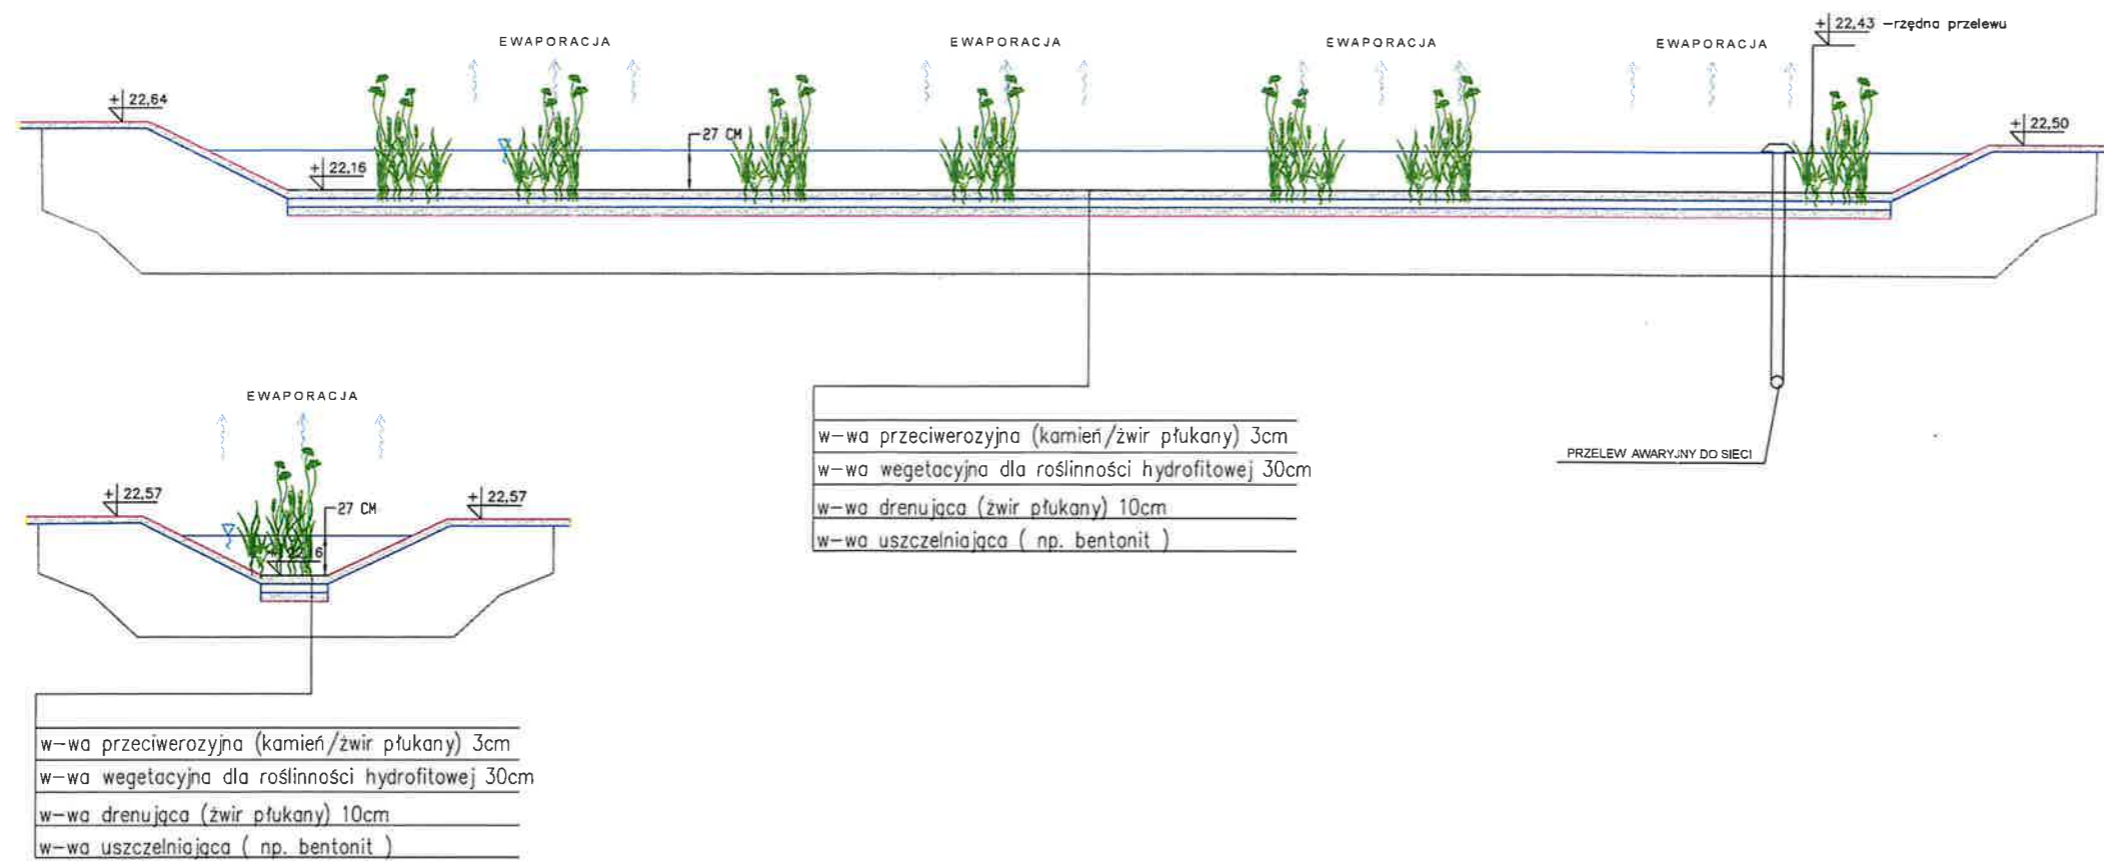 EWAPORACJA
EWAPORACJA
EWAPORACJA
EWAPORACJA
+ 22,43 -rzędna przelewu
+ 22,64
27 CM
+ 22,50
+ 22,16
EWAPORACJA
w-wa przeciwerozyjna (kamień/żwir płukany) 3cm
w-wa wegetacyjna dla roślinności hydrofitowej 30cm
w-wa drenująca (żwir płukany) 10cm
w-wa uszczelniająca ( np. bentonit )
PRZELEW AWARYJNY DO SIECI
+ 22,57
27 CM
+ 22,57
+ 22,16
w-wa przeciwerozyjna (kamień/żwir płukany) 3cm
w-wa wegetacyjna dla roślinności hydrofitowej 30cm
w-wa drenująca (żwir płukany) 10cm
w-wa uszczelniająca ( np. bentonit )